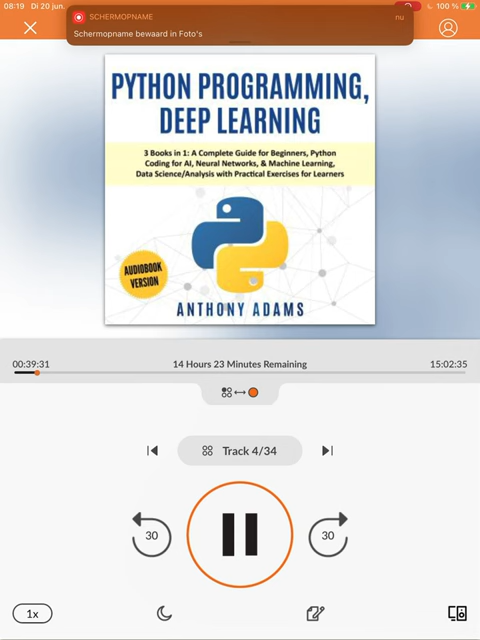 08:19 Di 20 jun.
100 %
SCHERMOPNAME
nu
Schermopname bewaard in Foto's
PYTHON PROGRAMMING,
DEEP LEARNING
3 Books in 1: A Complete Guide for Beginners, Python
Coding for AI, Neural Networks, & Machine Learning,
Data Science/Analysis with Practical Exercises for Learners
AUDIOBOOK
VERSION
ANTHONY ADAMS
00:39:31
14 Hours 23 Minutes Remaining
15:02:35
Track 4/34
30
30
1x